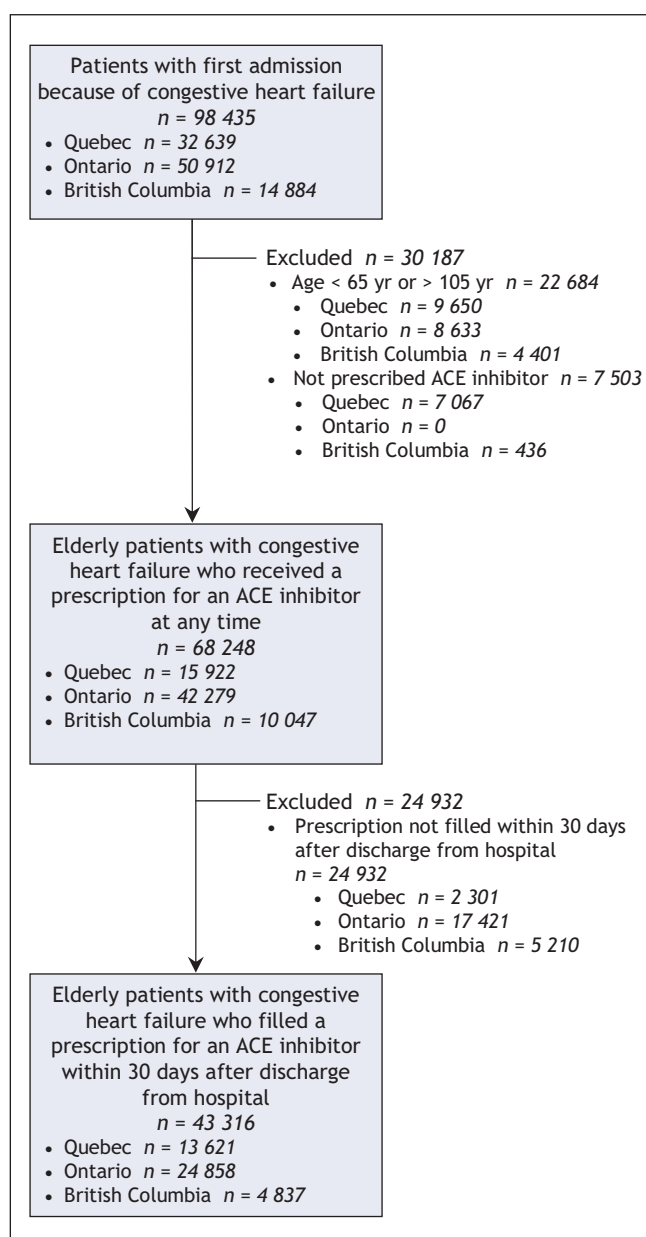 Patients with first admission
because of congestive heart failure
n = 98 435
• Quebec n = 32 639
• Ontario n = 50 912
• British Columbia n = 14 884
Excluded n = 30 187
• Age < 65 yr or > 105 yr n = 22 684
• Quebec n = 9 650
• Ontario n = 8 633
• British Columbia n = 4 401
• Not prescribed ACE inhibitor n = 7 503
• Quebec n = 7 067
• Ontario n = 0
• British Columbia n = 436
Elderly patients with congestive
heart failure who received a
prescription for an ACE inhibitor
at any time
n = 68 248
• Quebec n = 15 922
• Ontario n = 42 279
• British Columbia n = 10 047
Excluded n = 24 932
• Prescription not filled within 30 days
after discharge from hospital
n = 24 932
• Quebec n = 2 301
• Ontario n = 17 421
• British Columbia n = 5 210
Elderly patients with congestive
heart failure who filled a
prescription for an ACE inhibitor
within 30 days after discharge
from hospital
n = 43 316
• Quebec n = 13 621
• Ontario n = 24 858
• British Columbia n = 4 837